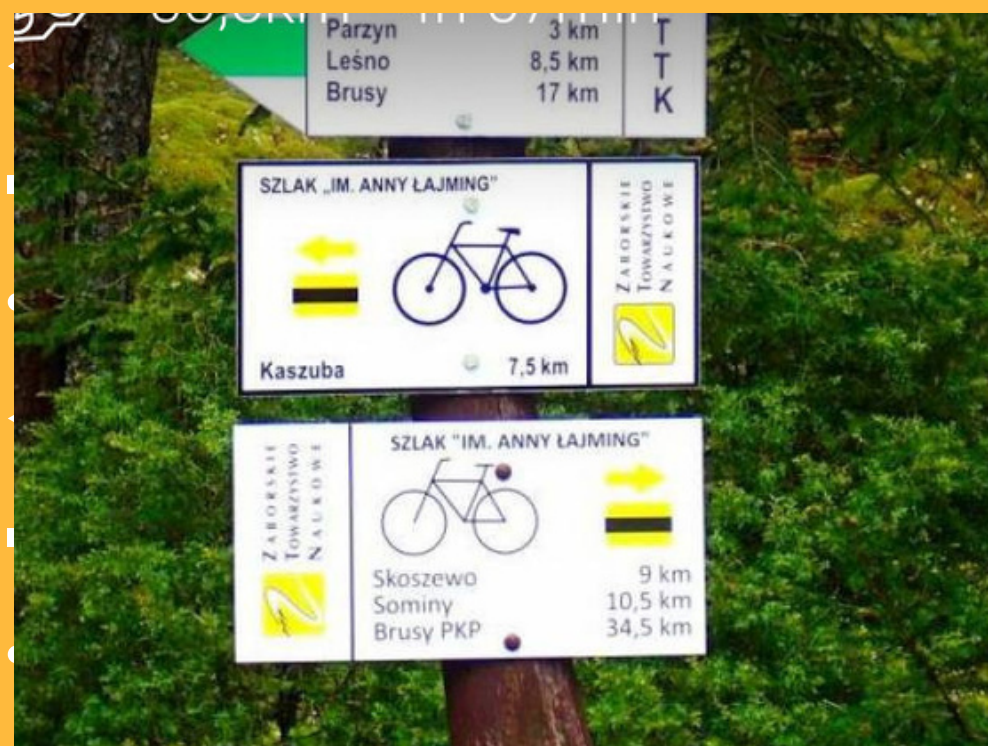 Parzyn 3 km
Leśno 8,5 km
Brusy 17 km
T
T
K
SZLAK „IM. ANNY ŁAJMING”
Kaszuba 7,5 km
ZABORSKIE
TOWARZYSTWO
NAUKOWE
ZABORSKIE
TOWARZYSTWO
NAUKOWE
SZLAK "IM. ANNY ŁAJMING"
Skoszewo 9 km
Sominy 10,5 km
Brusy PKP 34,5 km